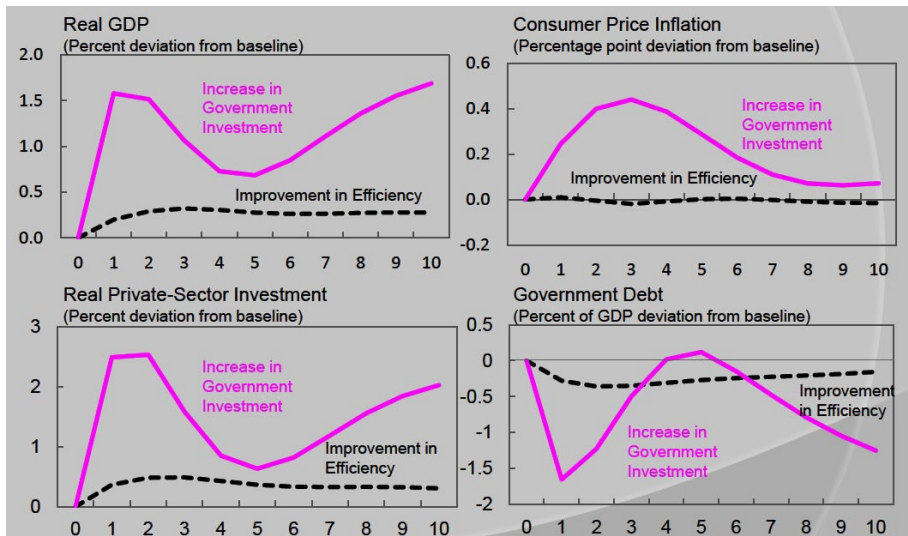 Real GDP
(Percent deviation from baseline)
2.0
1.5
1.0
0.5
0.0
Increase in
Government
Investment
Improvement in Efficiency
0 1 2 3 4 5 6 7 8 9 10
Consumer Price Inflation
(Percentage point deviation from baseline)
0.6
0.4
0.2
0.0
-0.2
Increase in
Government
Investment
Improvement in Efficiency
0 1 2 3 4 5 6 7 8 9 10
Real Private-Sector Investment
(Percent deviation from baseline)
3
2
1
0
Increase in
Government
Investment
Improvement in
Efficiency
0 1 2 3 4 5 6 7 8 9 10
Government Debt
(Percent of GDP deviation from baseline)
0.5
0
-0.5
-1
-1.5
-2
Improvement
in Efficiency
Increase in
Government
Investment
0 1 2 3 4 5 6 7 8 9 10